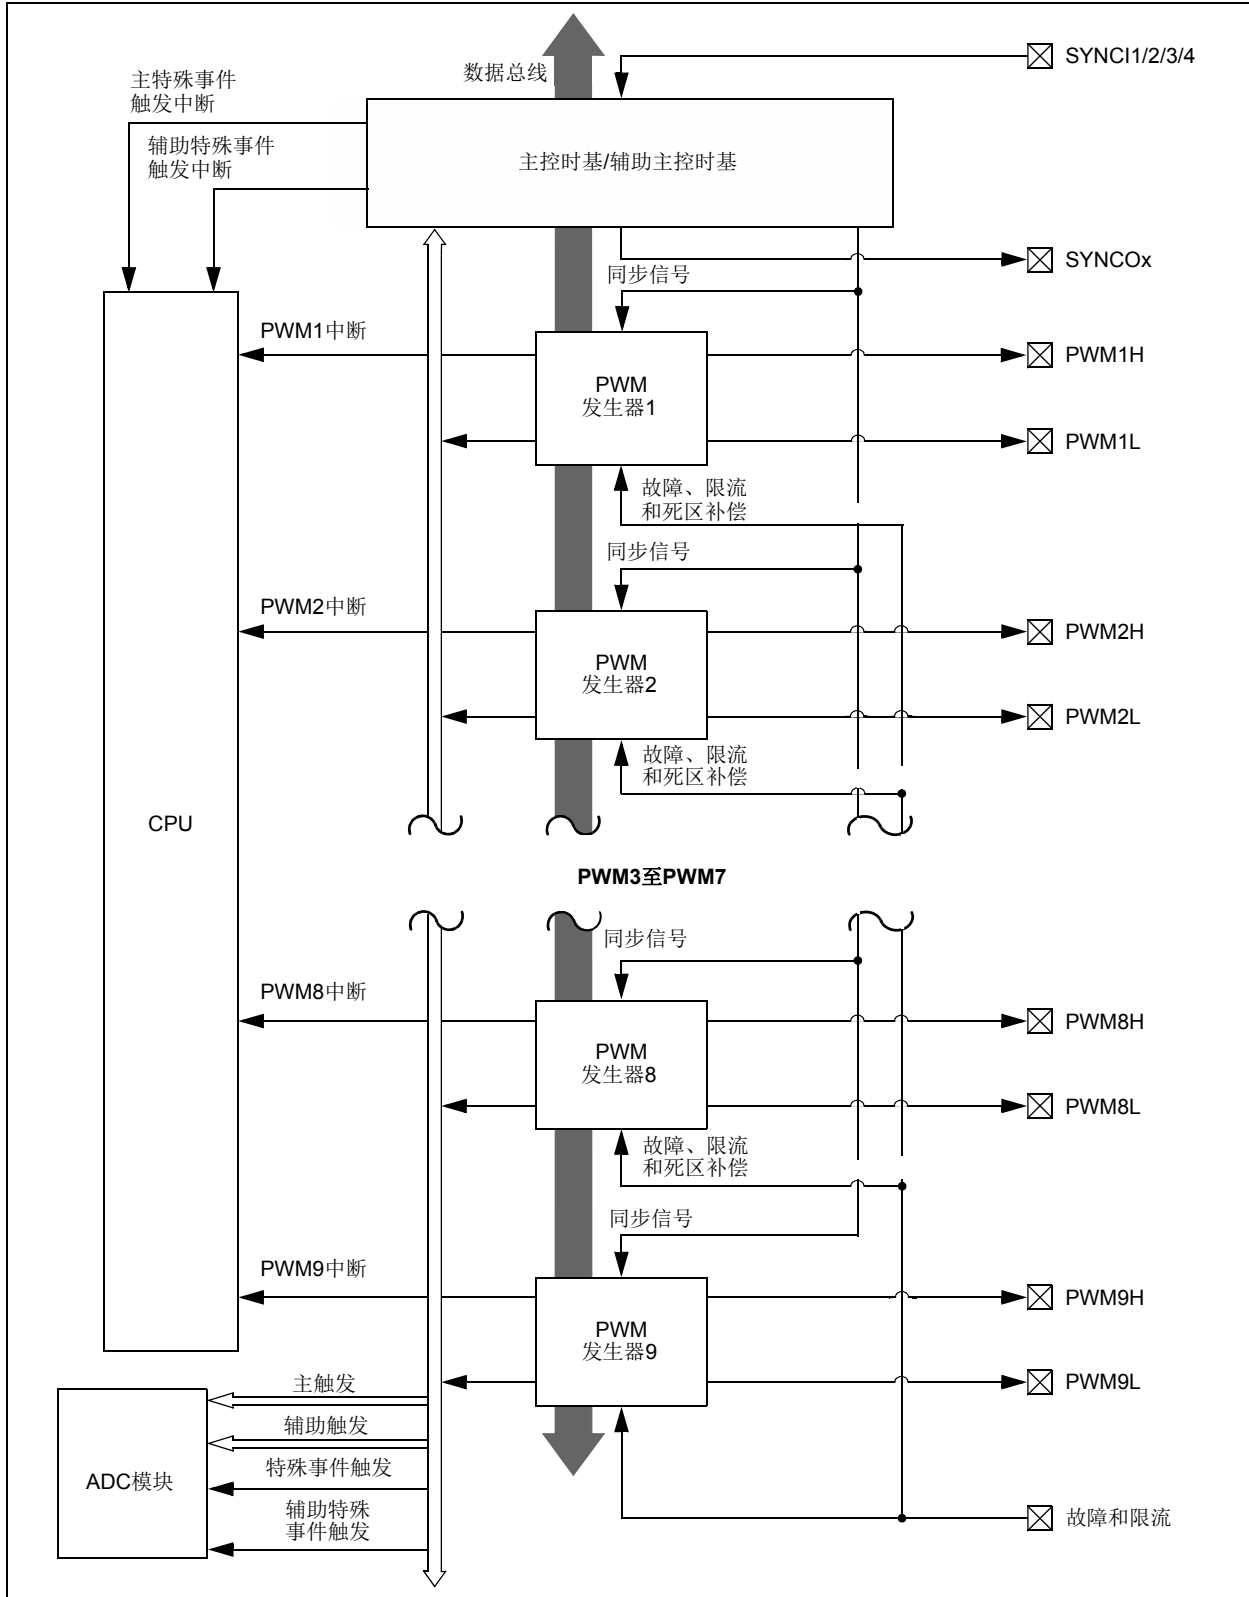 数据总线
SYNCI1/2/3/4
主特殊事件
触发中断
辅助特殊事件
触发中断
主控时基/辅助主控时基
SYNCOx
同步信号
PWM1中断
PWM1H
PWM
发生器1
PWM1L
故障、限流
和死区补偿
同步信号
PWM2中断
PWM2H
PWM
发生器2
PWM2L
故障、限流
和死区补偿
CPU
PWM3至PWM7
同步信号
PWM8中断
PWM8H
PWM
发生器8
PWM8L
故障、限流
和死区补偿
同步信号
PWM9中断
PWM9H
PWM
发生器9
PWM9L
主触发
辅助触发
特殊事件触发
ADC模块
辅助特殊
事件触发
故障和限流